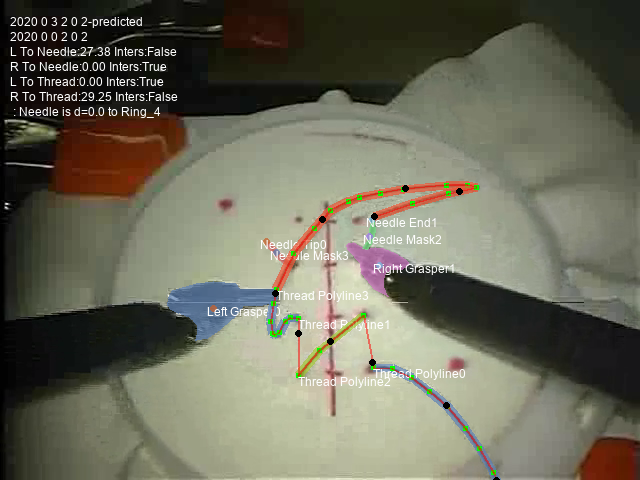 2020 0 3 2 0 2-predicted
2020 0 0 2 0 2
L To Needle:27.38 Inters:False
R To Needle:0.00 Inters:True
L To Thread:0.00 Inters:True
R To Thread:29.25 Inters:False
: Needle is d=0.0 to Ring_4
Needle End1
Needle Mask2
Needle Tip0
Needle Mask3
Right Grasper1
Thread Polyline3
Left Grasper0
Thread Polyline1
Thread Polyline0
Thread Polyline2